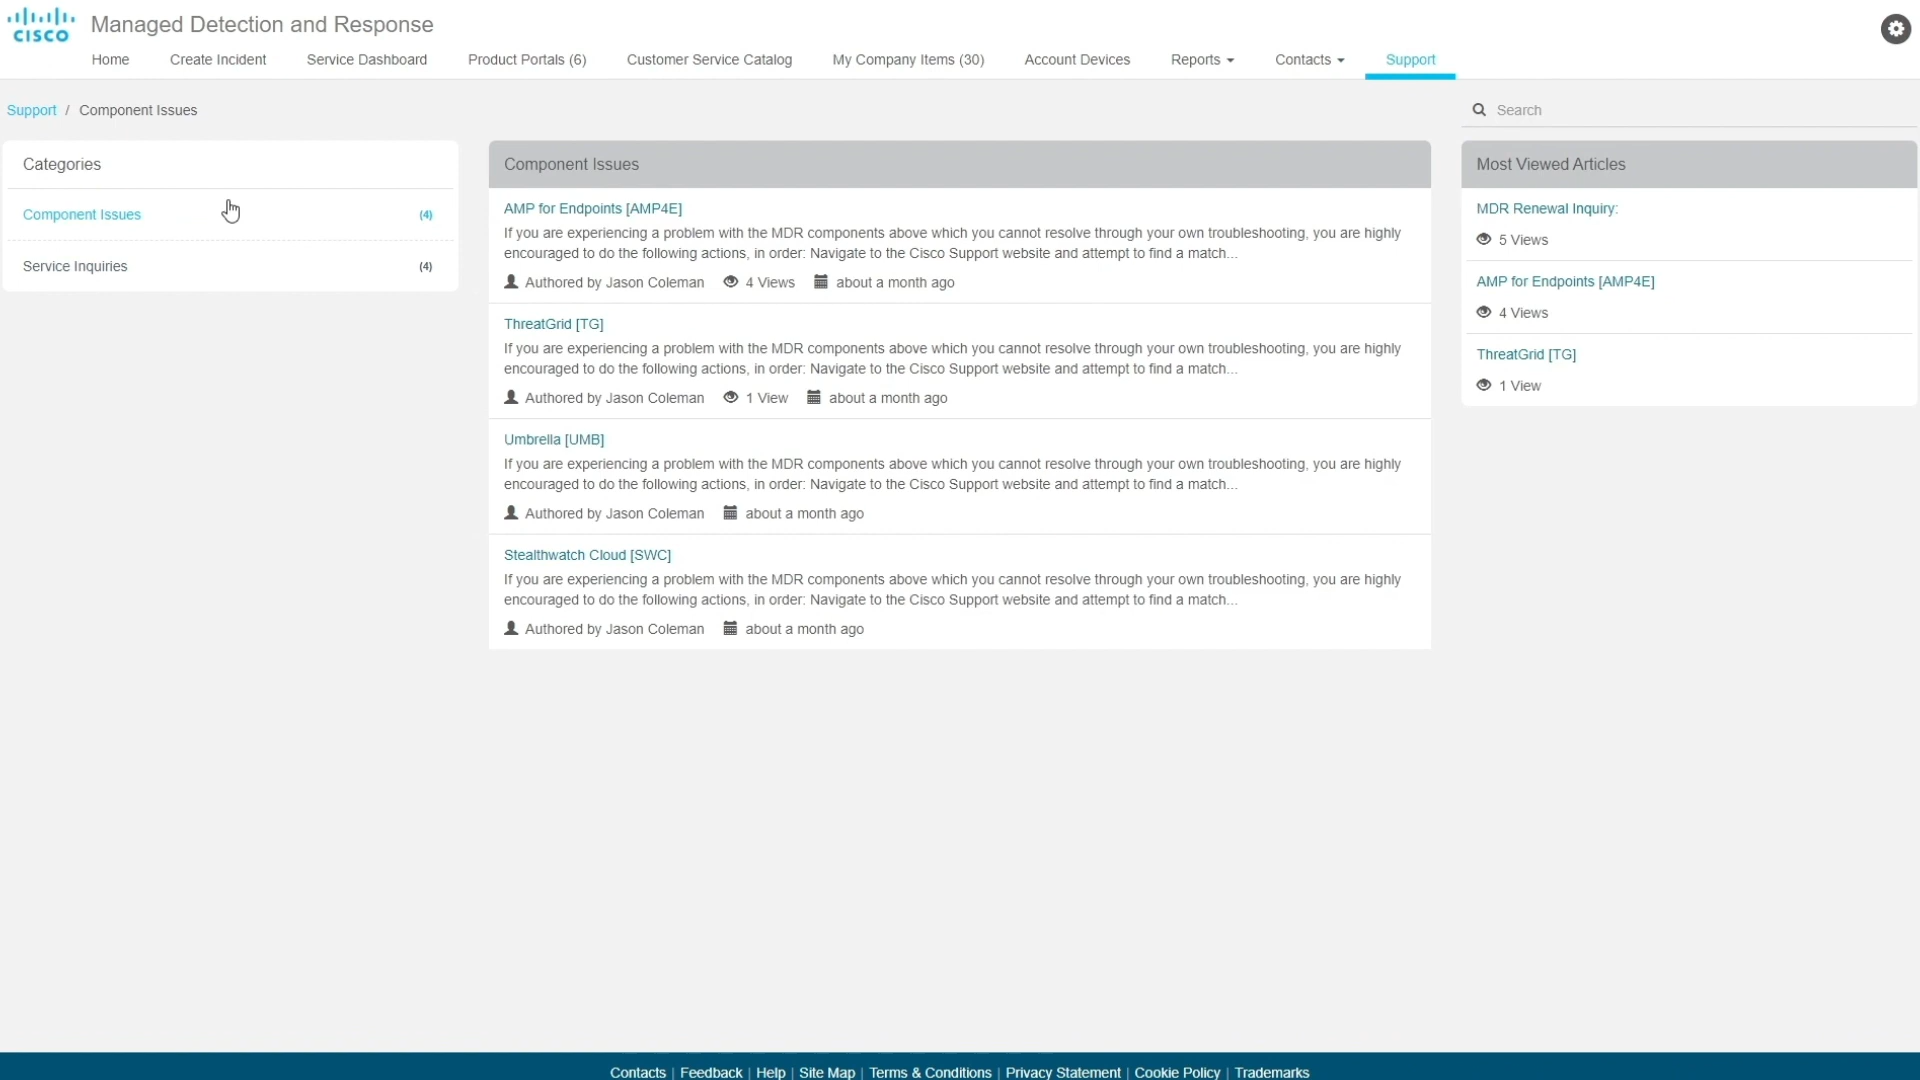 CISCO
Managed Detection and Response
Home Create Incident Service Dashboard Product Portals (6) Customer Service Catalog My Company Items (30) Account Devices Reports Contacts Support
Support / Component Issues
Search
Categories
Component Issues (4)
Service Inquiries (4)
Component Issues
AMP for Endpoints [AMP4E]
If you are experiencing a problem with the MDR components above which you cannot resolve through your own troubleshooting, you are highly
encouraged to do the following actions, in order: Navigate to the Cisco Support website and attempt to find a match...
Authored by Jason Coleman 4 Views about a month ago
ThreatGrid [TG]
If you are experiencing a problem with the MDR components above which you cannot resolve through your own troubleshooting, you are highly
encouraged to do the following actions, in order: Navigate to the Cisco Support website and attempt to find a match...
Authored by Jason Coleman 1 View about a month ago
Umbrella [UMB]
If you are experiencing a problem with the MDR components above which you cannot resolve through your own troubleshooting, you are highly
encouraged to do the following actions, in order: Navigate to the Cisco Support website and attempt to find a match...
Authored by Jason Coleman about a month ago
Stealthwatch Cloud [SWC]
If you are experiencing a problem with the MDR components above which you cannot resolve through your own troubleshooting, you are highly
encouraged to do the following actions, in order: Navigate to the Cisco Support website and attempt to find a match...
Authored by Jason Coleman about a month ago
Most Viewed Articles
MDR Renewal Inquiry:
5 Views
AMP for Endpoints [AMP4E]
4 Views
ThreatGrid [TG]
1 View
Contacts | Feedback | Help | Site Map | Terms & Conditions | Privacy Statement | Cookie Policy | Trademarks